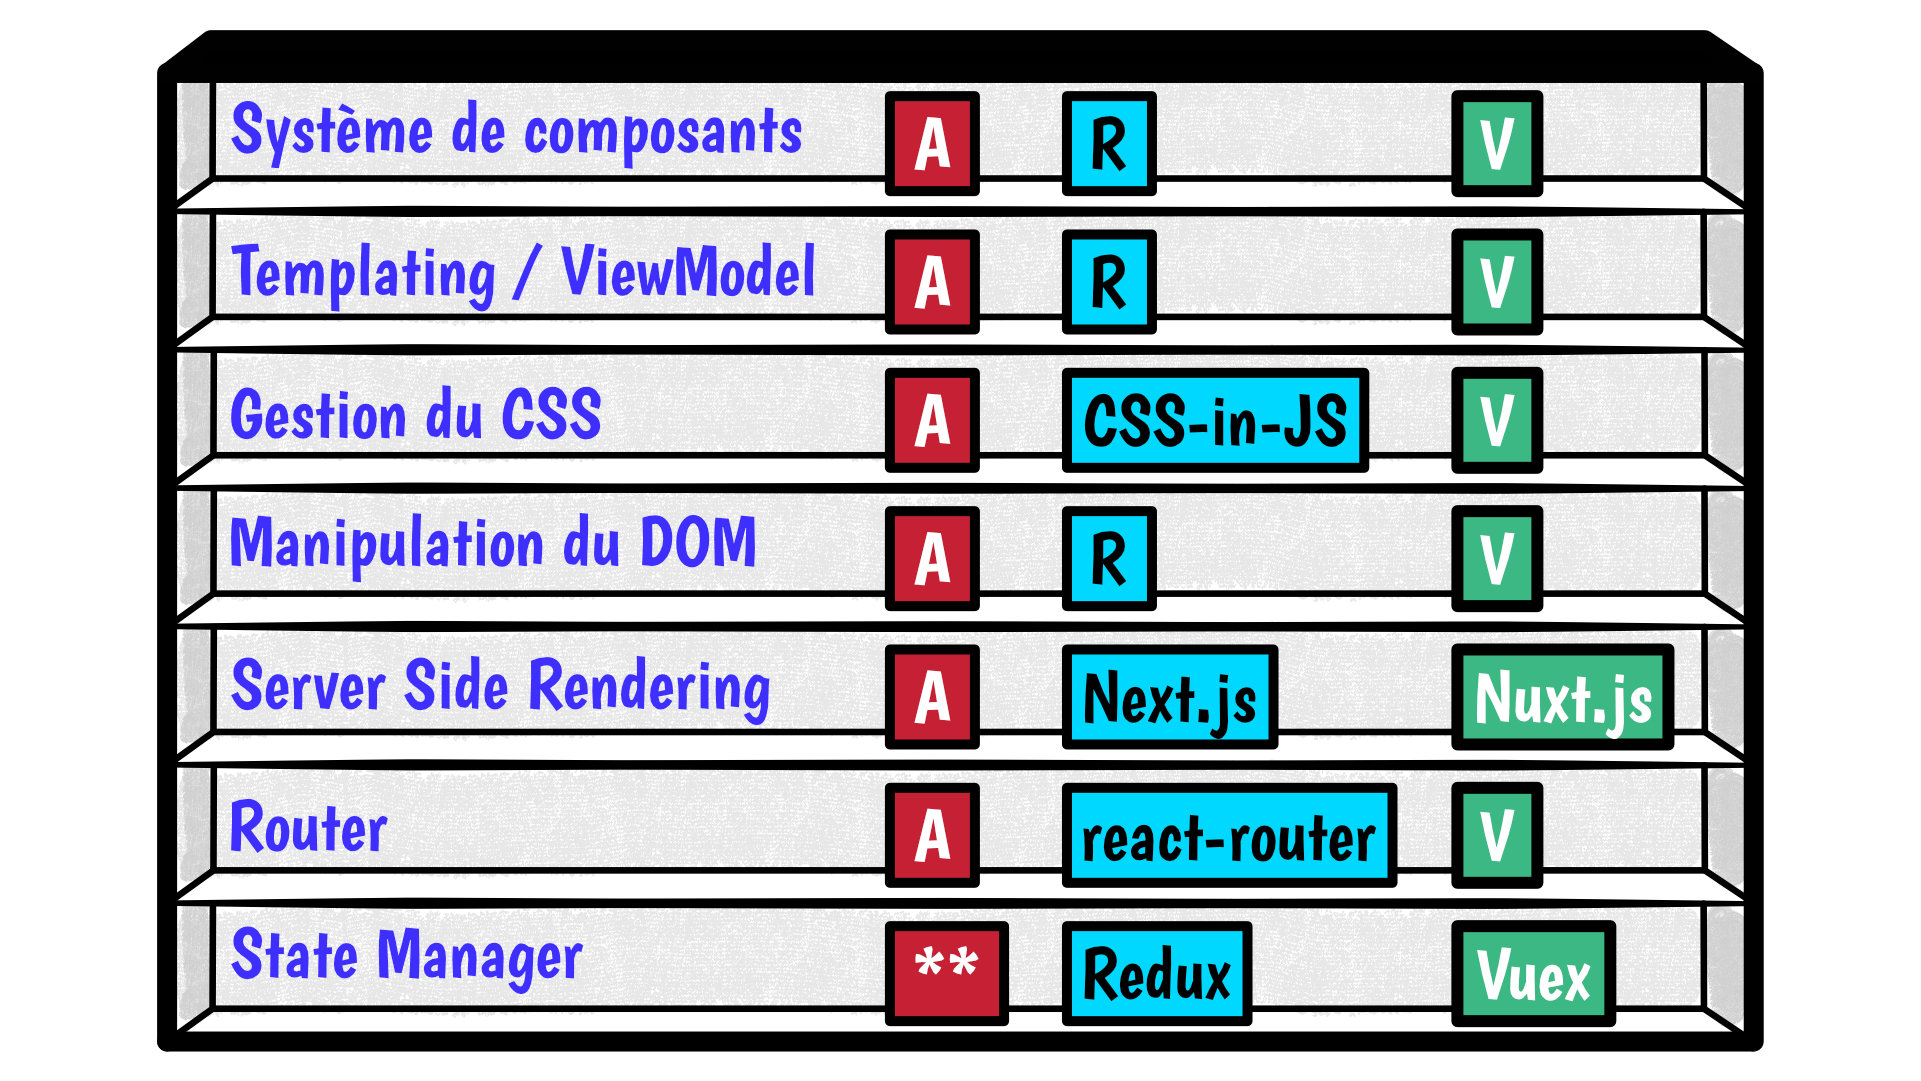 Système de composants A R V
Templating / ViewModel A R V
Gestion du CSS A CSS-in-JS V
Manipulation du DOM A R V
Server Side Rendering A Next.js Nuxt.js
Router A react-router V
State Manager ** Redux Vuex